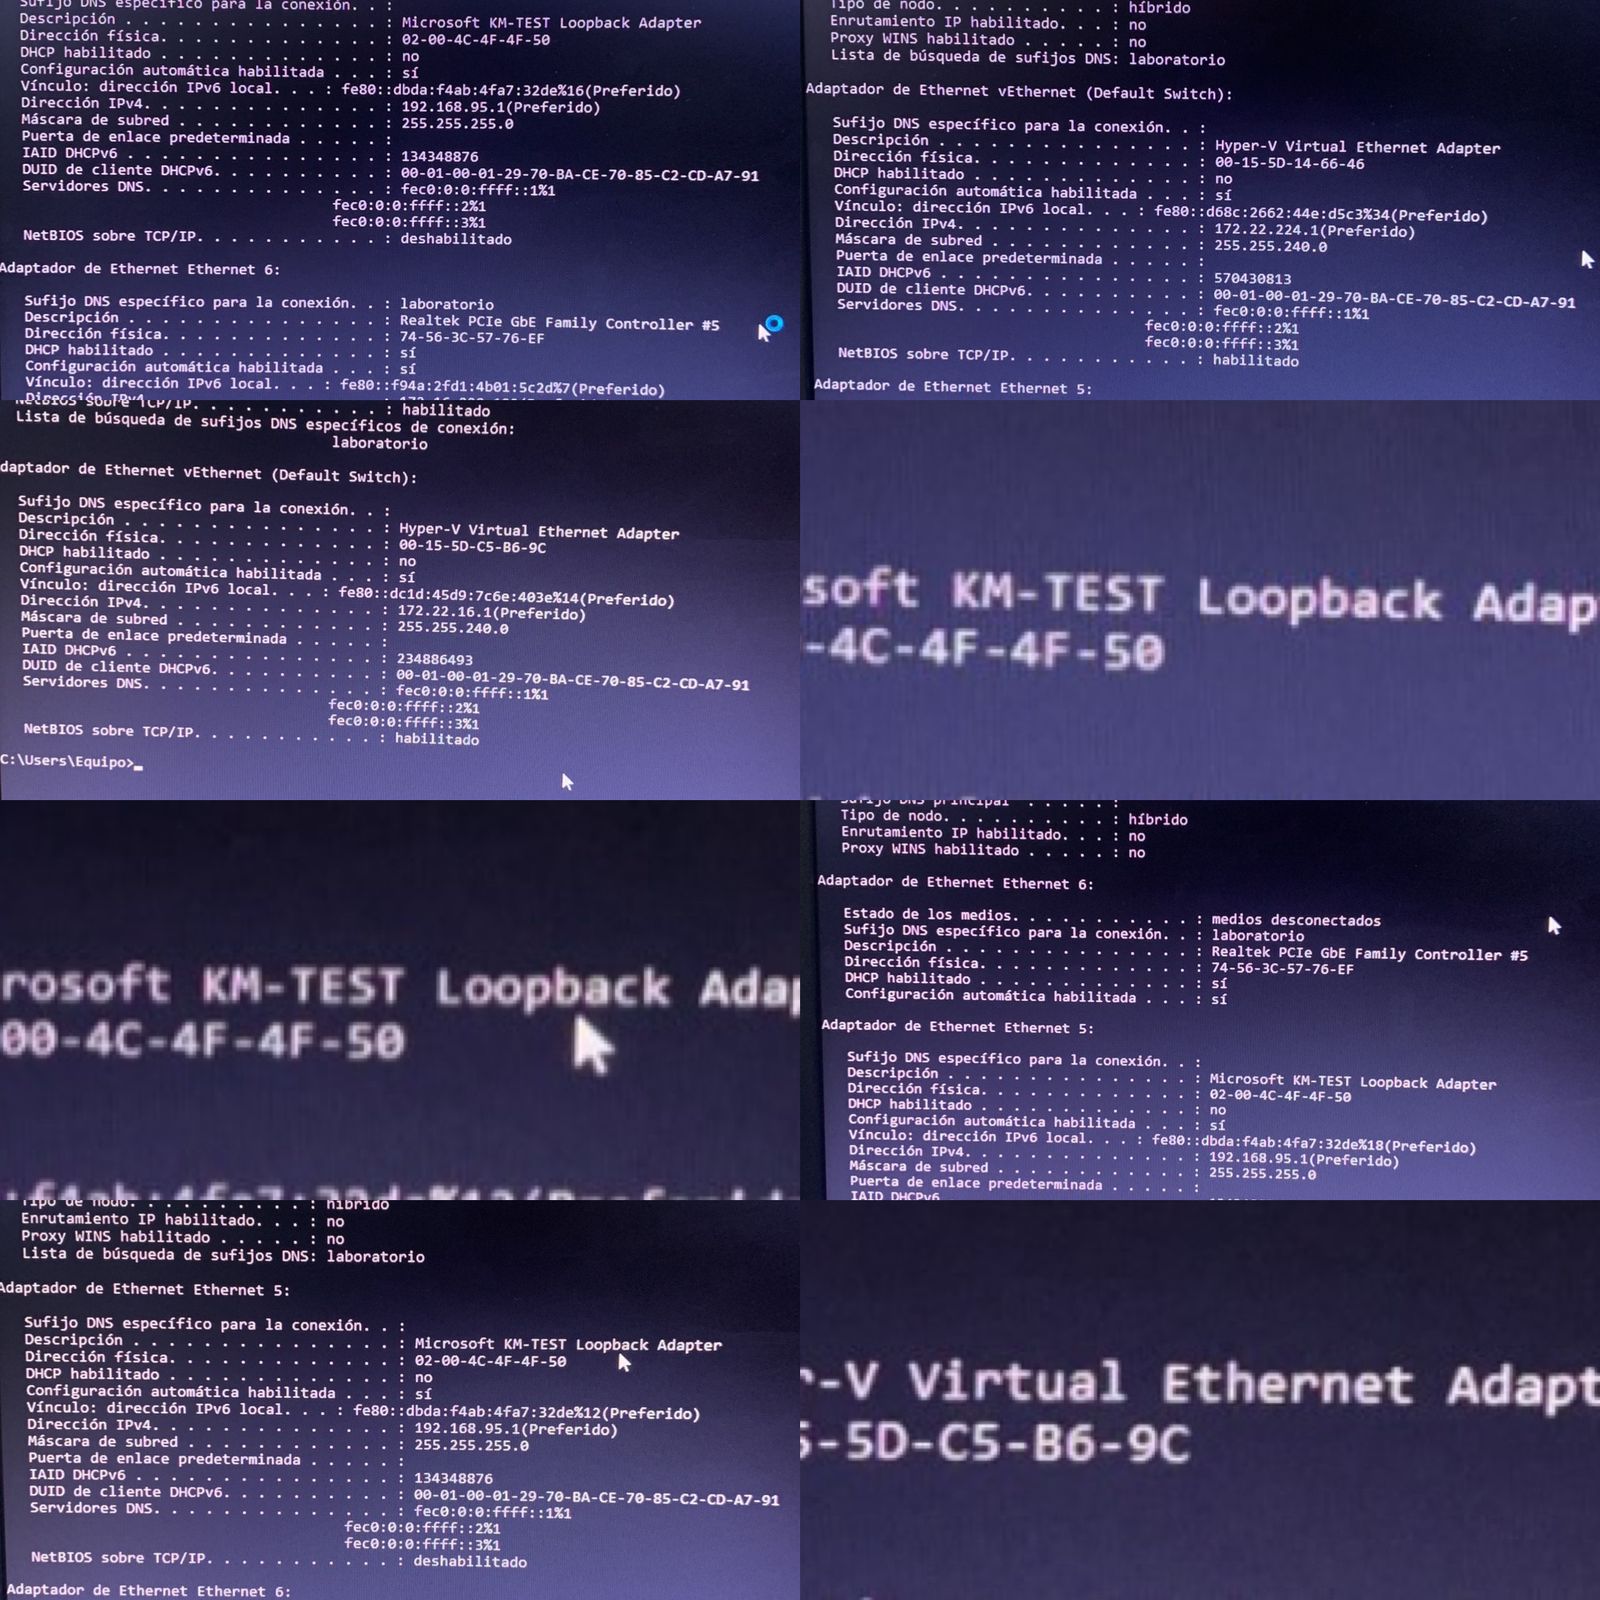 Sufijo DNS específico para la conexión. . :
Descripción . . . . . . . . . . . . . . . : Microsoft KM-TEST Loopback Adapter
Dirección física. . . . . . . . . . . . . : 02-00-4C-4F-4F-50
DHCP habilitado . . . . . . . . . . . . . : no
Configuración automática habilitada . . . : sí
Vínculo: dirección IPv6 local. . . : fe80::dbda:f4ab:4fa7:32de%16(Preferido)
Dirección IPv4. . . . . . . . . . . . . . : 192.168.95.1(Preferido)
Máscara de subred . . . . . . . . . . . . : 255.255.255.0
Puerta de enlace predeterminada . . . . . :
IAID DHCPv6 . . . . . . . . . . . . . . . : 134348876
DUID de cliente DHCPv6. . . . . . . . . . : 00-01-00-01-29-70-BA-CE-70-85-C2-CD-A7-91
Servidores DNS. . . . . . . . . . . . . . : fec0:0:0:ffff::1%1
fec0:0:0:ffff::2%1
fec0:0:0:ffff::3%1
NetBIOS sobre TCP/IP. . . . . . . . . . . : deshabilitado
Adaptador de Ethernet Ethernet 6:
Sufijo DNS específico para la conexión. . : laboratorio
Descripción . . . . . . . . . . . . . . . : Realtek PCIe GbE Family Controller #5
Dirección física. . . . . . . . . . . . . : 74-56-3C-57-76-EF
DHCP habilitado . . . . . . . . . . . . . : sí
Configuración automática habilitada . . . : sí
Vínculo: dirección IPv6 local. . . : fe80::f94a:2fd1:4b01:5c2d%7(Preferido)
Dirección IPv4
Tipo de nodo. . . . . . . . . . : híbrido
Enrutamiento IP habilitado. . . : no
Proxy WINS habilitado . . . . . : no
Lista de búsqueda de sufijos DNS: laboratorio
Adaptador de Ethernet vEthernet (Default Switch):
Sufijo DNS específico para la conexión. . :
Descripción . . . . . . . . . . . . . . . : Hyper-V Virtual Ethernet Adapter
Dirección física. . . . . . . . . . . . . : 00-15-5D-14-66-46
DHCP habilitado . . . . . . . . . . . . . : no
Configuración automática habilitada . . . : sí
Vínculo: dirección IPv6 local. . . : fe80::d68c:2662:44e:d5c3%34(Preferido)
Dirección IPv4. . . . . . . . . . . . . . : 172.22.224.1(Preferido)
Máscara de subred . . . . . . . . . . . . : 255.255.240.0
Puerta de enlace predeterminada . . . . . :
IAID DHCPv6 . . . . . . . . . . . . . . . : 570430813
DUID de cliente DHCPv6. . . . . . . . . . : 00-01-00-01-29-70-BA-CE-70-85-C2-CD-A7-91
Servidores DNS. . . . . . . . . . . . . . : fec0:0:0:ffff::1%1
fec0:0:0:ffff::2%1
fec0:0:0:ffff::3%1
NetBIOS sobre TCP/IP. . . . . . . . . . . : habilitado
Adaptador de Ethernet Ethernet 5:
NetBIOS sobre TCP/IP. . . . . . . . . . . : habilitado
Lista de búsqueda de sufijos DNS específicos de conexión:
laboratorio
daptador de Ethernet vEthernet (Default Switch):
Sufijo DNS específico para la conexión. . :
Descripción . . . . . . . . . . . . . . . : Hyper-V Virtual Ethernet Adapter
Dirección física. . . . . . . . . . . . . : 00-15-5D-C5-B6-9C
DHCP habilitado . . . . . . . . . . . . . : no
Configuración automática habilitada . . . : sí
Vínculo: dirección IPv6 local. . . : fe80::dc1d:45d9:7c6e:403e%14(Preferido)
Dirección IPv4. . . . . . . . . . . . . . : 172.22.16.1(Preferido)
Máscara de subred . . . . . . . . . . . . : 255.255.240.0
Puerta de enlace predeterminada . . . . . :
IAID DHCPv6 . . . . . . . . . . . . . . . : 234886493
DUID de cliente DHCPv6. . . . . . . . . . : 00-01-00-01-29-70-BA-CE-70-85-C2-CD-A7-91
Servidores DNS. . . . . . . . . . . . . . : fec0:0:0:ffff::1%1
fec0:0:0:ffff::2%1
fec0:0:0:ffff::3%1
NetBIOS sobre TCP/IP. . . . . . . . . . . : habilitado
C:\Users\Equipo>
soft KM-TEST Loopback Adap
-4C-4F-4F-50
rosoft KM-TEST Loopback Adap
00-4C-4F-4F-50
Sufijo DNS principal . . . . . :
Tipo de nodo. . . . . . . . . . : híbrido
Enrutamiento IP habilitado. . . : no
Proxy WINS habilitado . . . . . : no
Adaptador de Ethernet Ethernet 6:
Estado de los medios. . . . . . . . . . . : medios desconectados
Sufijo DNS específico para la conexión. . : laboratorio
Descripción . . . . . . . . . . . . . . . : Realtek PCIe GbE Family Controller #5
Dirección física. . . . . . . . . . . . . : 74-56-3C-57-76-EF
DHCP habilitado . . . . . . . . . . . . . : sí
Configuración automática habilitada . . . : sí
Adaptador de Ethernet Ethernet 5:
Sufijo DNS específico para la conexión. . :
Descripción . . . . . . . . . . . . . . . : Microsoft KM-TEST Loopback Adapter
Dirección física. . . . . . . . . . . . . : 02-00-4C-4F-4F-50
DHCP habilitado . . . . . . . . . . . . . : no
Configuración automática habilitada . . . : sí
Vínculo: dirección IPv6 local. . . : fe80::dbda:f4ab:4fa7:32de%18(Preferido)
Dirección IPv4. . . . . . . . . . . . . . : 192.168.95.1(Preferido)
Máscara de subred . . . . . . . . . . . . : 255.255.255.0
Puerta de enlace predeterminada . . . . . :
IAID DHCPv6
Tipo de nodo. . . . . . . . . . : híbrido
Enrutamiento IP habilitado. . . : no
Proxy WINS habilitado . . . . . : no
Lista de búsqueda de sufijos DNS: laboratorio
Adaptador de Ethernet Ethernet 5:
Sufijo DNS específico para la conexión. . :
Descripción . . . . . . . . . . . . . . . : Microsoft KM-TEST Loopback Adapter
Dirección física. . . . . . . . . . . . . : 02-00-4C-4F-4F-50
DHCP habilitado . . . . . . . . . . . . . : no
Configuración automática habilitada . . . : sí
Vínculo: dirección IPv6 local. . . : fe80::dbda:f4ab:4fa7:32de%12(Preferido)
Dirección IPv4. . . . . . . . . . . . . . : 192.168.95.1(Preferido)
Máscara de subred . . . . . . . . . . . . : 255.255.255.0
Puerta de enlace predeterminada . . . . . :
IAID DHCPv6 . . . . . . . . . . . . . . . : 134348876
DUID de cliente DHCPv6. . . . . . . . . . : 00-01-00-01-29-70-BA-CE-70-85-C2-CD-A7-91
Servidores DNS. . . . . . . . . . . . . . : fec0:0:0:ffff::1%1
fec0:0:0:ffff::2%1
fec0:0:0:ffff::3%1
NetBIOS sobre TCP/IP. . . . . . . . . . . : deshabilitado
Adaptador de Ethernet Ethernet 6:
r-V Virtual Ethernet Adapt
5-5D-C5-B6-9C